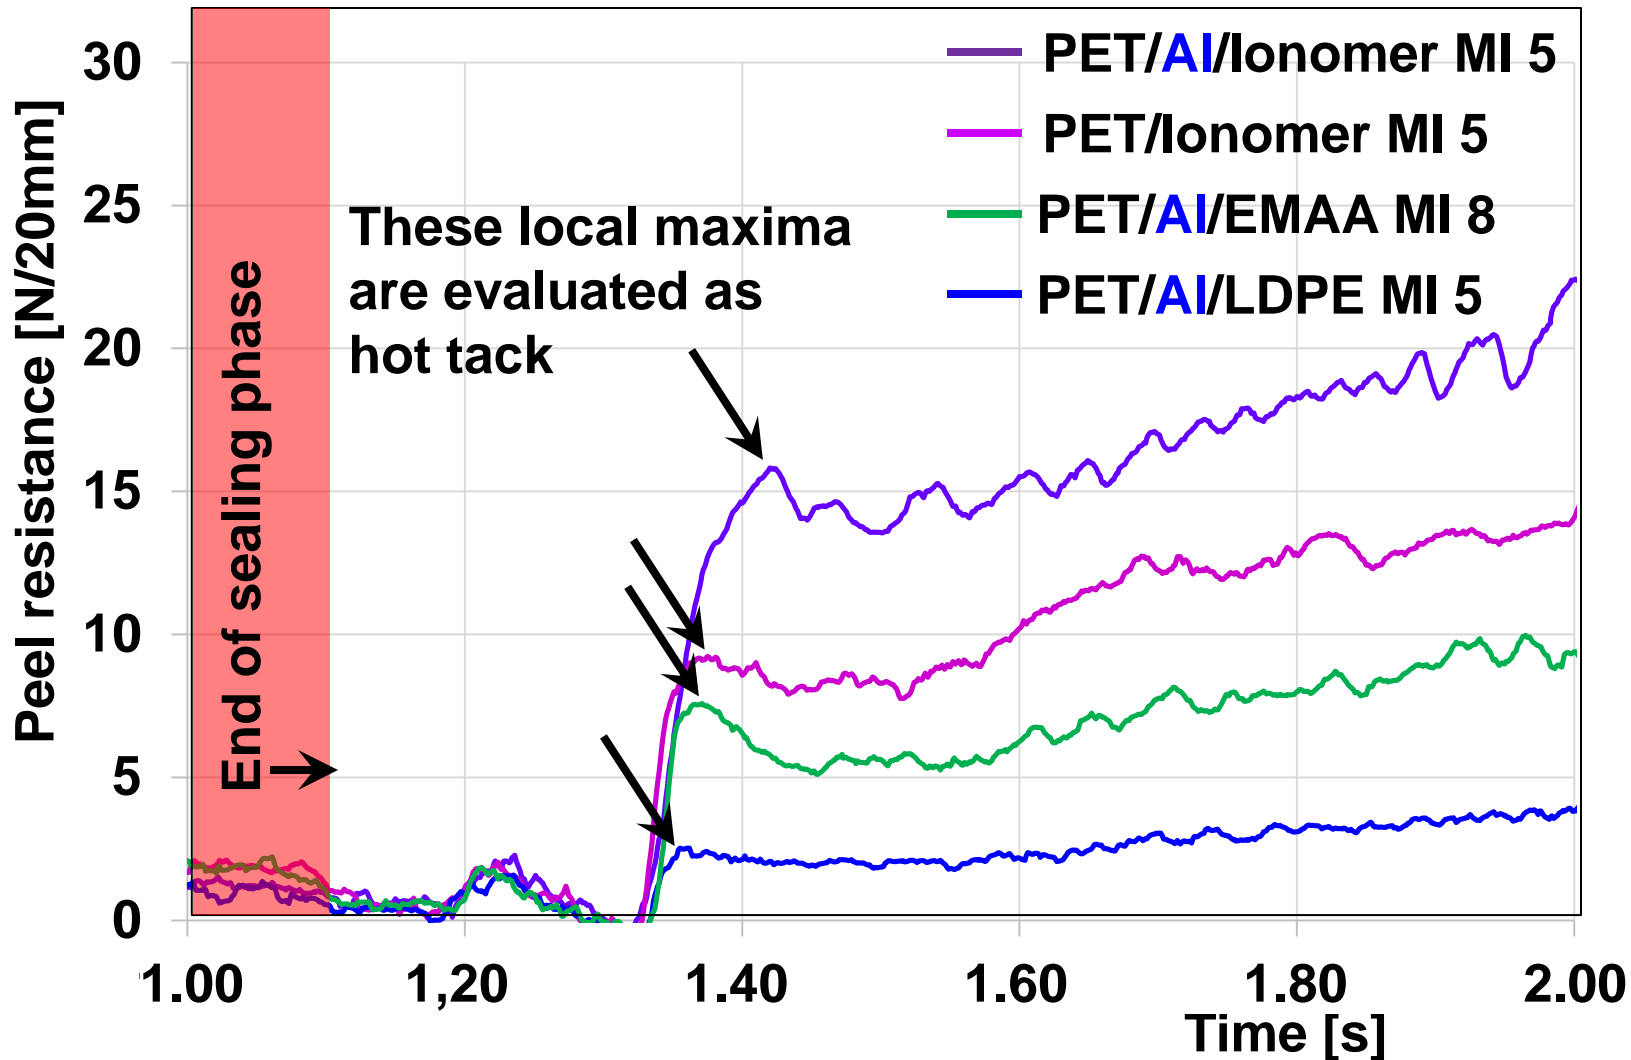 Peel resistance [N/20mm]
30
25
20
15
10
5
0
End of sealing phase
These local maxima
are evaluated as
hot tack
PET/Al/Ionomer MI 5
PET/Ionomer MI 5
PET/Al/EMAA MI 8
PET/Al/LDPE MI 5
1.00 1,20 1.40 1.60 1.80 2.00
Time [s]